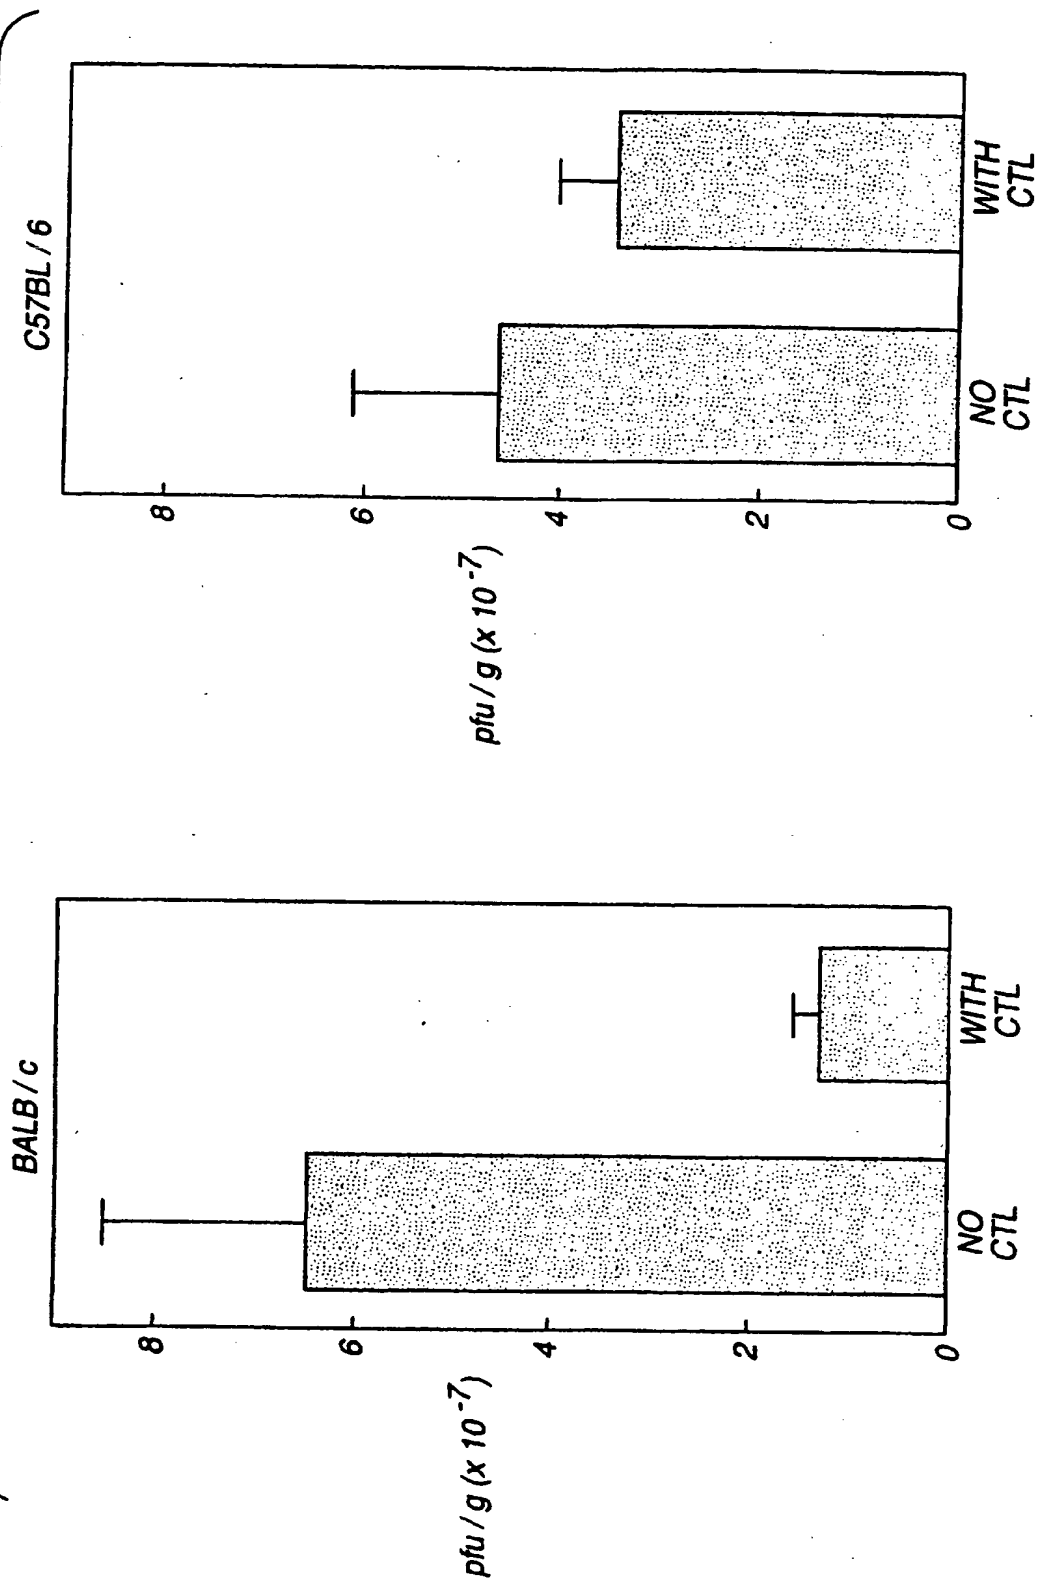 BALB/c
pfu/g (x 10-7)
8
6
4
2
0
NO
CTL
WITH
CTL
C57BL/6
pfu/g (x 10-7)
8
6
4
2
0
NO
CTL
WITH
CTL